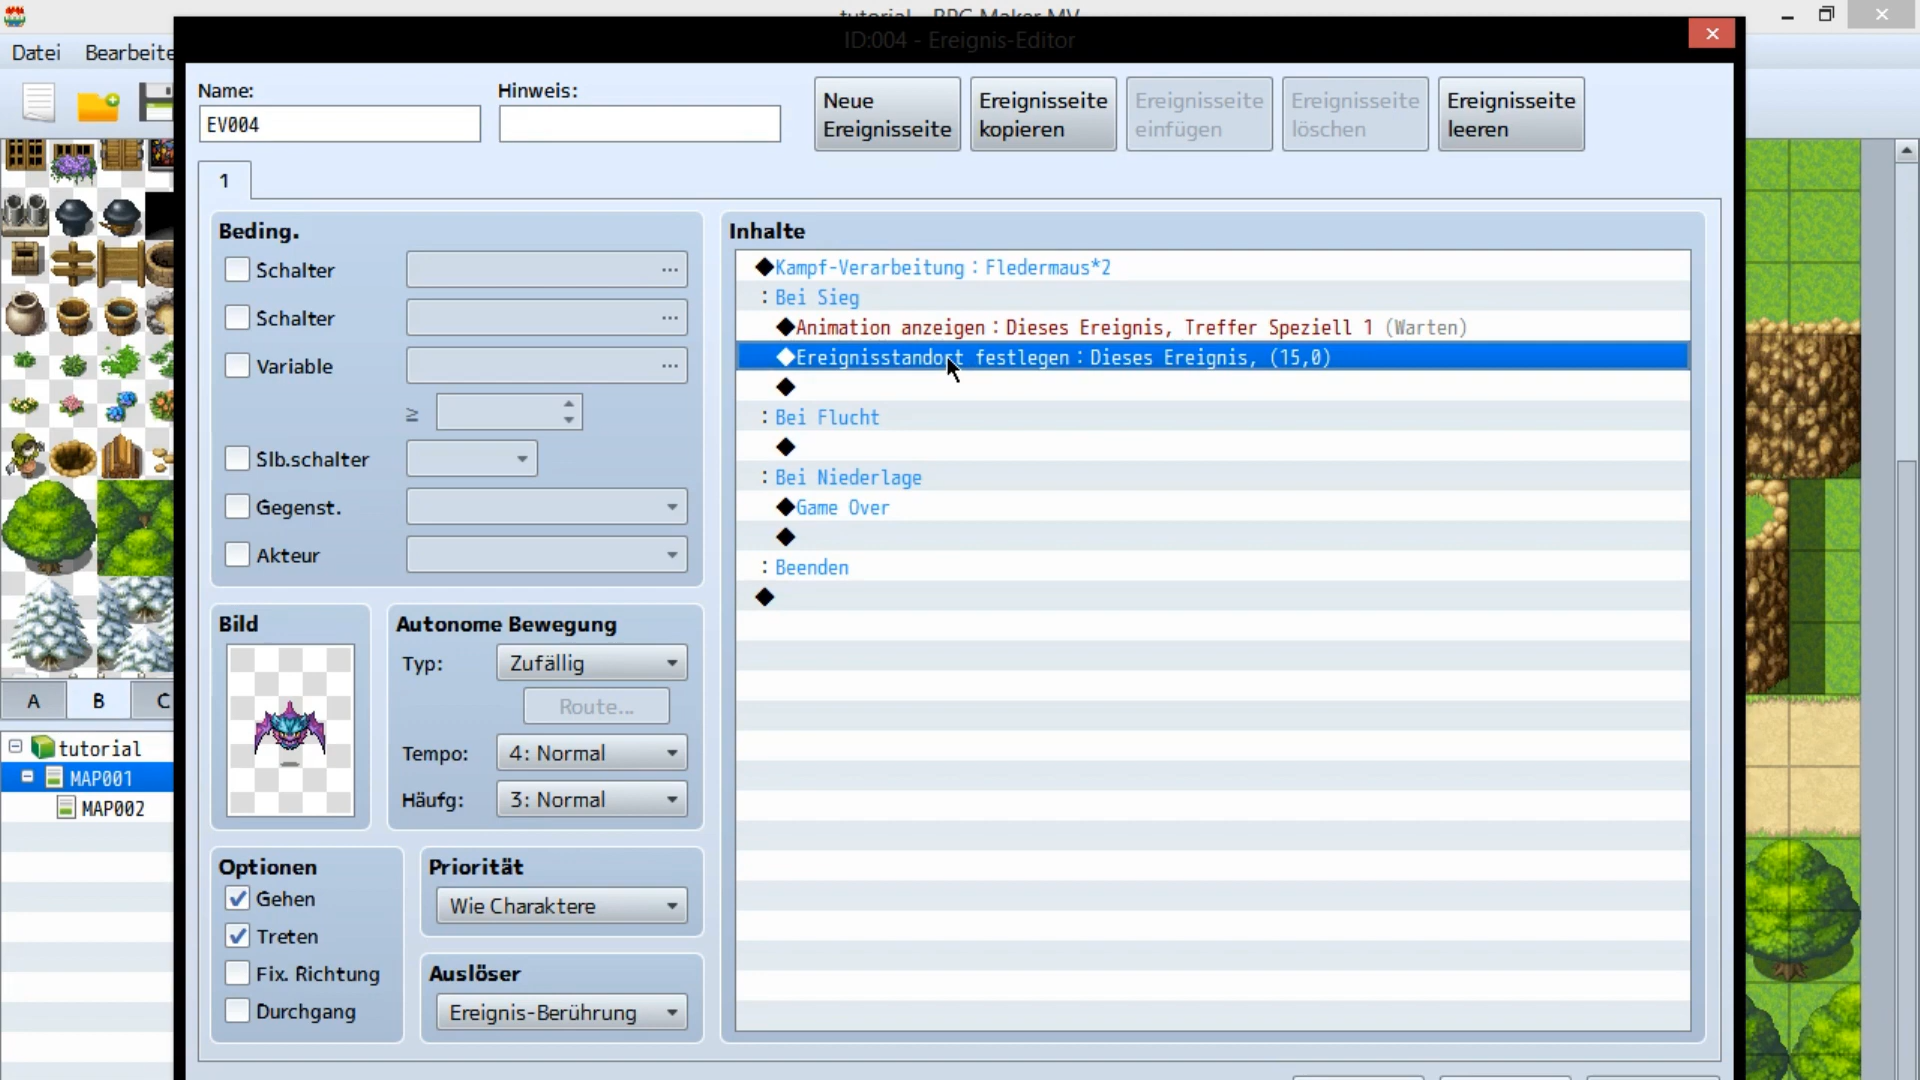 tutorial - RPG Maker MV
ID:004 - Ereignis-Editor
Datei Bearbeite
Name:
Hinweis:
EV004
Neue
Ereignisseite
Ereignisseite
kopieren
Ereignisseite
einfügen
Ereignisseite
löschen
Ereignisseite
leeren
1
Beding.
Schalter ...
Schalter ...
Variable ...
≥
Slb.schalter
Gegenst.
Akteur
Inhalte
◆Kampf-Verarbeitung : Fledermaus*2
: Bei Sieg
◆Animation anzeigen : Dieses Ereignis, Treffer Speziell 1 (Warten)
◆Ereignisstandort festlegen : Dieses Ereignis, (15,0)
◆
: Bei Flucht
◆
: Bei Niederlage
◆Game Over
◆
: Beenden
◆
Bild
Autonome Bewegung
Typ: Zufällig
Route...
Tempo: 4: Normal
Häufg: 3: Normal
Optionen
Gehen
Treten
Fix. Richtung
Durchgang
Priorität
Wie Charaktere
Auslöser
Ereignis-Berührung
A B C
tutorial
MAP001
MAP002